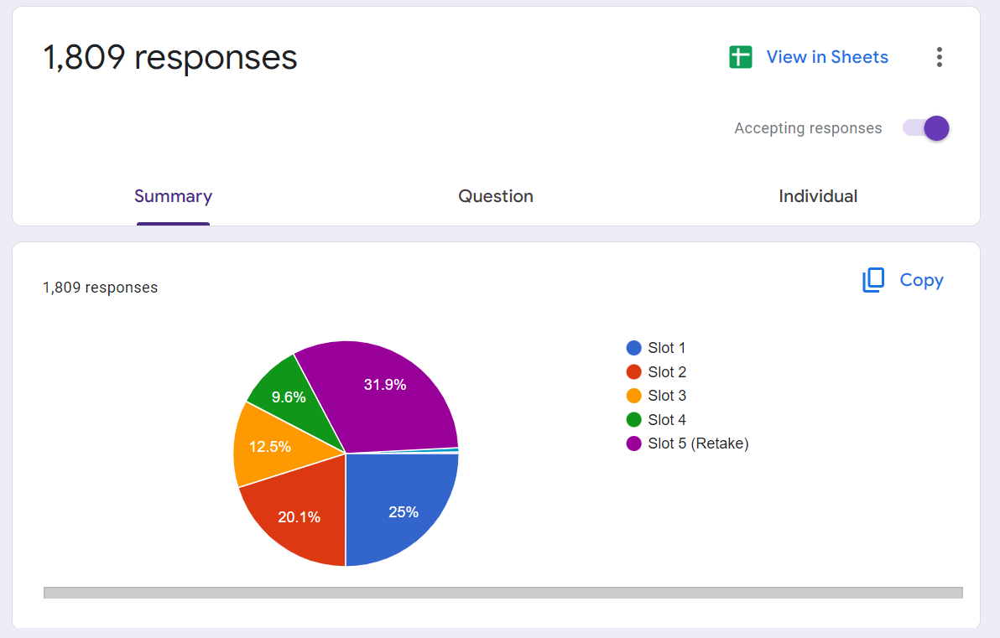 1,809 responses
View in Sheets
Accepting responses
Summary
Question
Individual
1,809 responses
Copy
31.9%
9.6%
12.5%
20.1%
25%
Slot 1
Slot 2
Slot 3
Slot 4
Slot 5 (Retake)